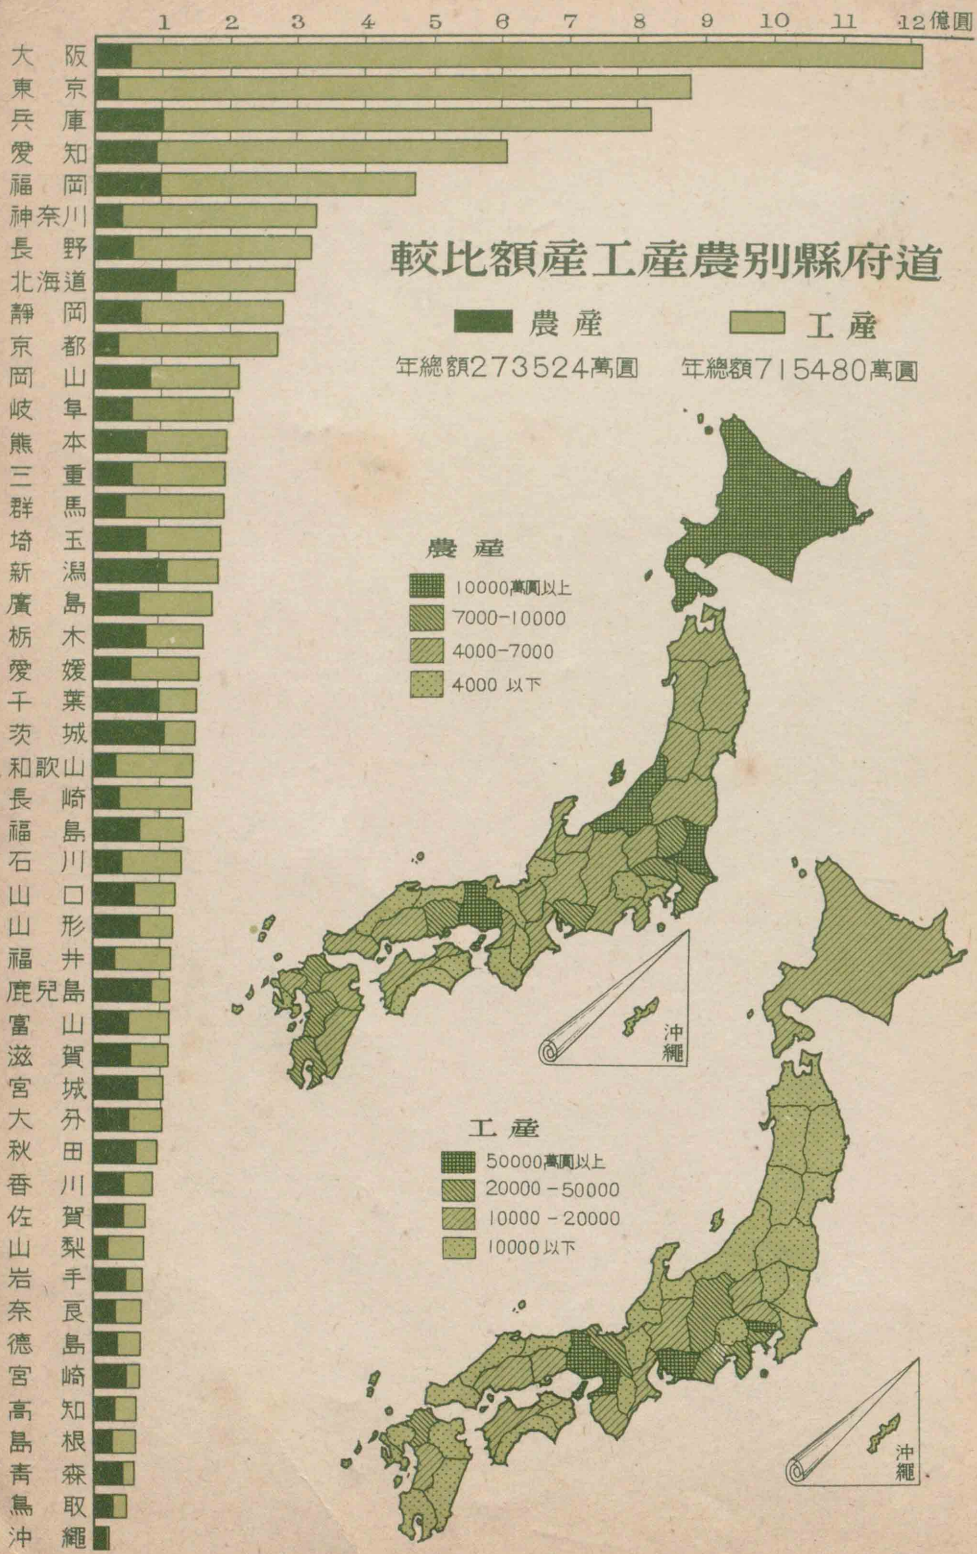 1 2 3 4 5 6 7 8 9 10 11 12億圓
大阪
東京
兵庫
愛知
福岡
神奈川
長野
北海道
靜岡
京都
岡山
岐阜
熊本
三重
群馬
埼玉
新潟
廣島
栃木
愛媛
千葉
茨城
和歌山
長崎
福島
石川
山口
山形
福井
鹿兒島
富山
滋賀
宮城
大分
秋田
香川
佐賀
山梨
岩手
奈良
德島
宮崎
高知
島根
靑森
鳥取
沖繩
較比額産工産農別縣府道
農産
年總額273524萬圓
工産
年總額715480萬圓
農産
10000萬圓以上
7000-10000
4000-7000
4000以下
沖繩
工産
50000萬圓以上
20000-50000
10000-20000
10000以下
沖繩